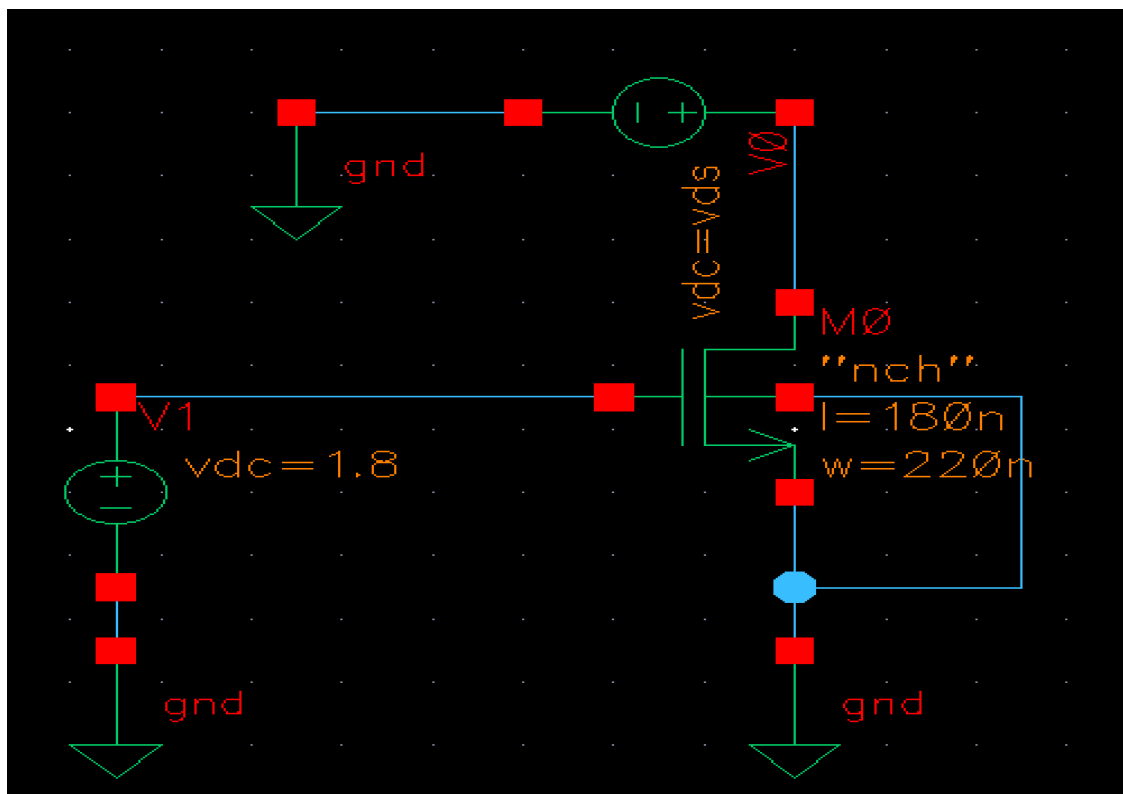 gnd
V0
vdc=vds
M0
"nch"
l=180n
w=220n
V1
vdc=1.8
gnd
gnd